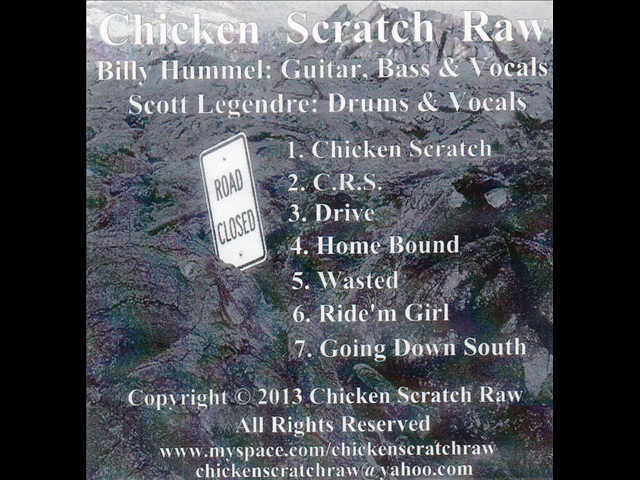 Chicken Scratch Raw
Billy Hummel: Guitar, Bass & Vocals
Scott Legendre: Drums & Vocals
ROAD
CLOSED
1. Chicken Scratch
2. C.R.S.
3. Drive
4. Home Bound
5. Wasted
6. Ride'm Girl
7. Going Down South
Copyright © 2013 Chicken Scratch Raw
All Rights Reserved
www.myspace.com/chickenscratchraw
chickenscratchraw@yahoo.com